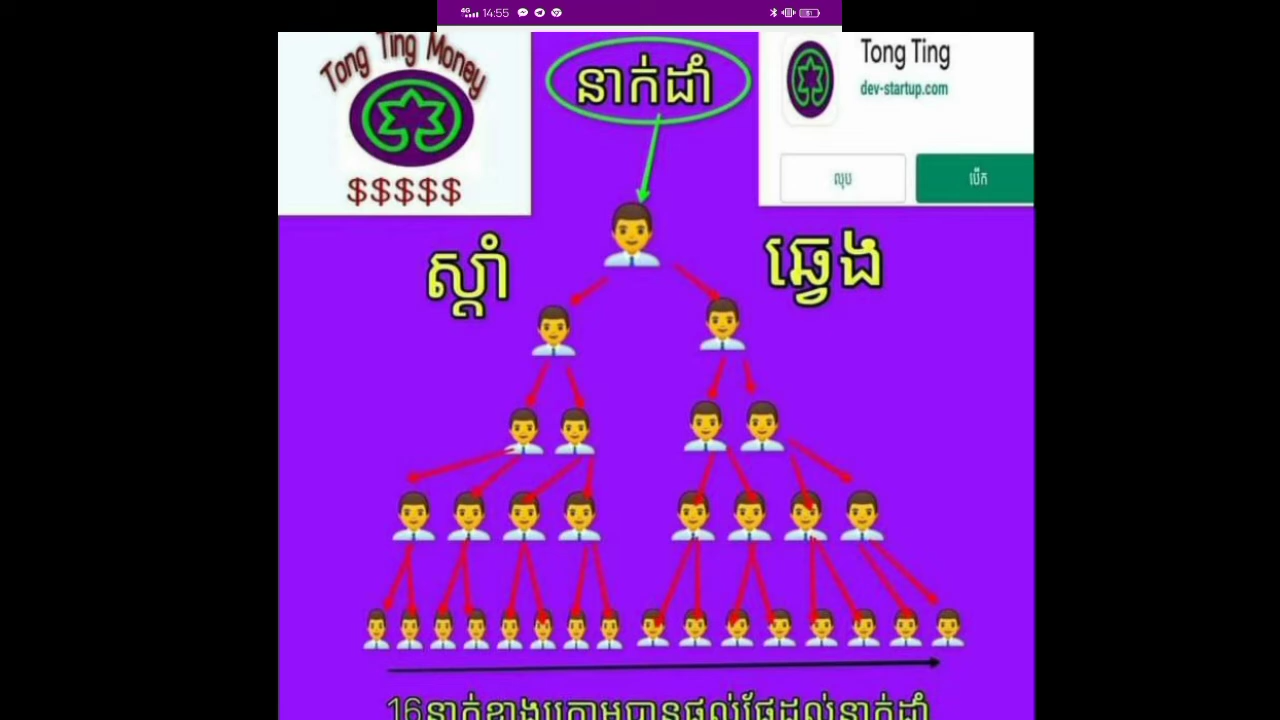 4G 14:55
Tong Ting Money
$$$$$
នាក់ដាំ
Tong Ting
dev-startup.com
លុប
បើក
ស្ដាំ
ឆ្វេង
16នាក់ខាងក្រោមបានផល់ផ្លែដល់នាក់ដាំ